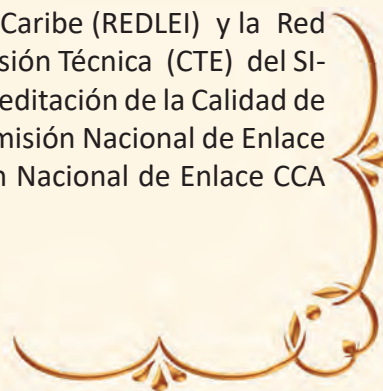 Caribe (REDLEI) y la Red
sión Técnica (CTE) del SI-
editación de la Calidad de
misión Nacional de Enlace
n Nacional de Enlace CCA